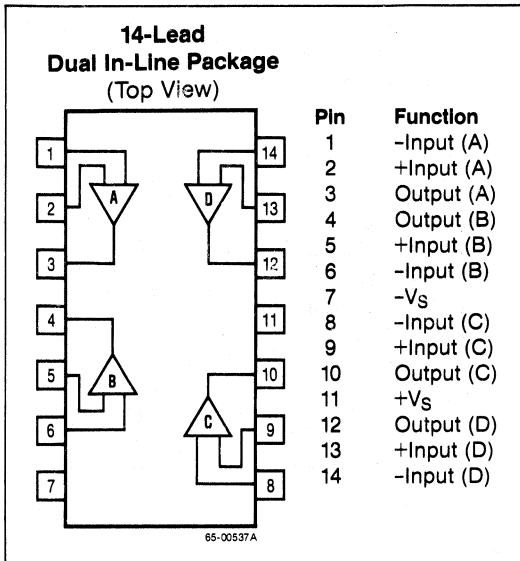 14-Lead
Dual In-Line Package
(Top View)
1
2
3
4
5
6
7
14
13
12
11
10
9
8
A
D
B
C
65-00537A
Pin Function
1 –Input (A)
2 +Input (A)
3 Output (A)
4 Output (B)
5 +Input (B)
6 –Input (B)
7 –VS
8 –Input (C)
9 +Input (C)
10 Output (C)
11 +VS
12 Output (D)
13 +Input (D)
14 –Input (D)